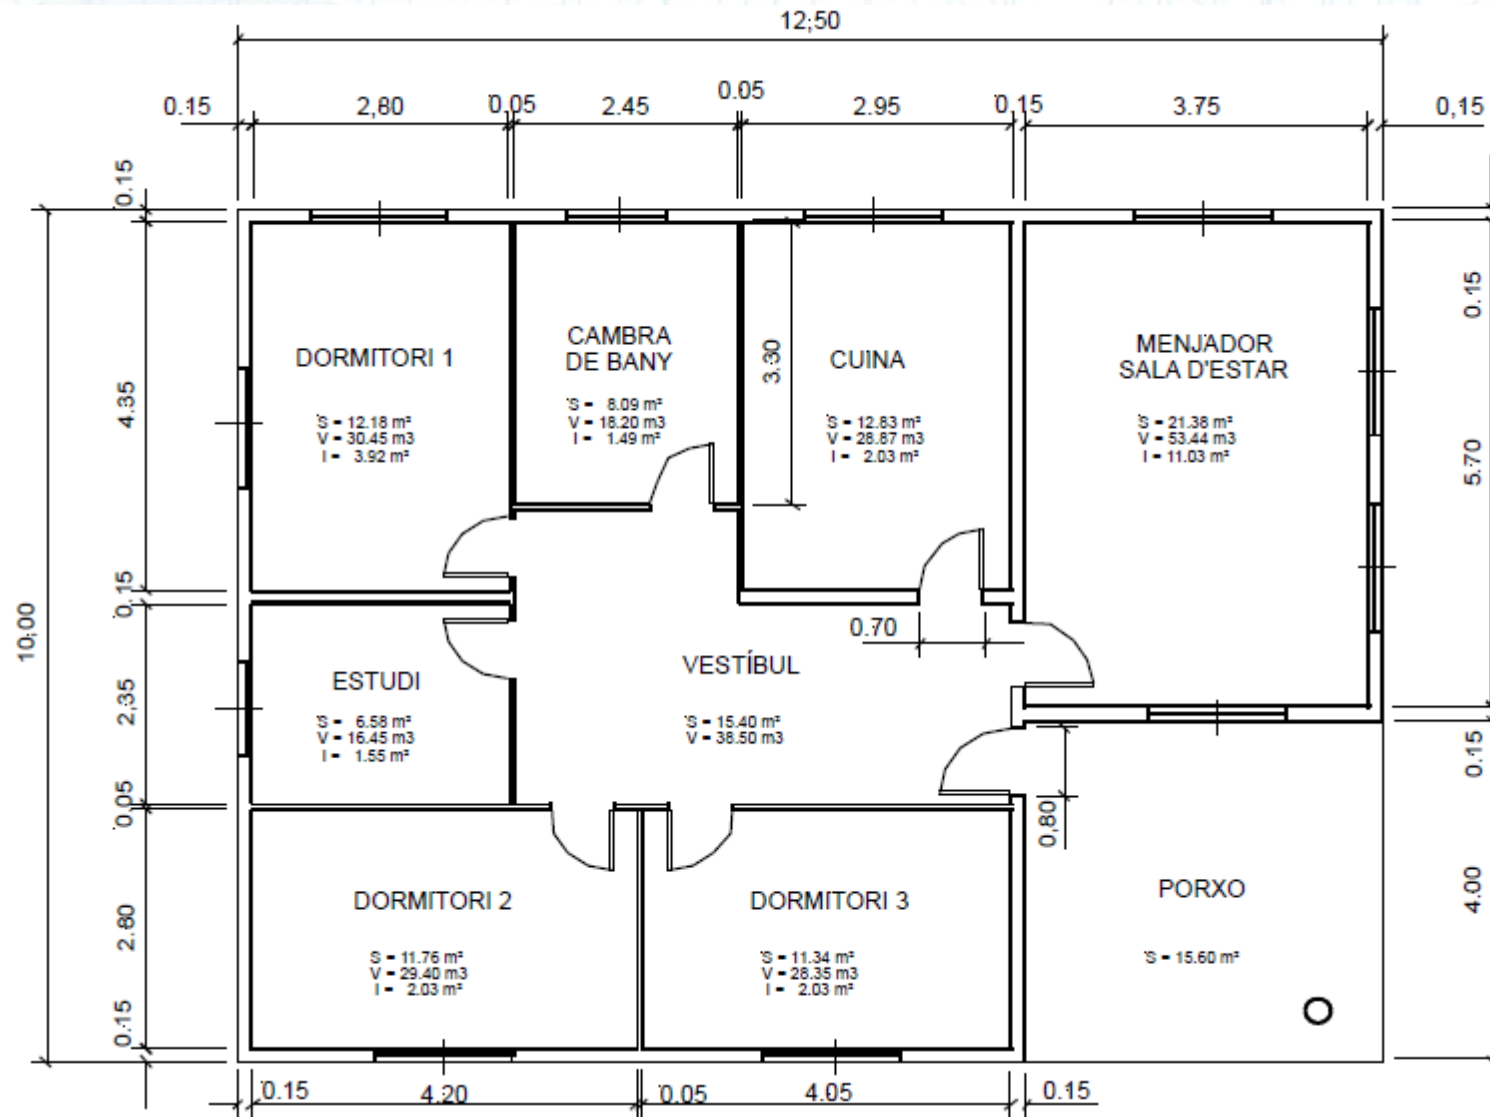 12;50
0.15
2,80
0.05
2.45
0.05
2.95
0.15
3.75
0,15
0.15
10;00
4.35
0.15
2.35
0.05
2.80
0.15
DORMITORI 1
S = 12.18 m²
V = 30.45 m3
I = 3.92 m²
CAMBRA
DE BANY
S = 8.09 m²
V = 18.20 m3
I = 1.49 m²
3.30
CUINA
S = 12.83 m²
V = 28.87 m3
I = 2.03 m²
MENJADOR
SALA D'ESTAR
S = 21.38 m²
V = 53.44 m3
I = 11.03 m²
0.15
5.70
0.15
4.00
0.70
ESTUDI
S = 6.58 m²
V = 16.45 m3
I = 1.55 m²
VESTÍBUL
S = 15.40 m²
V = 38.50 m3
0,80
DORMITORI 2
S = 11.76 m²
V = 29.40 m3
I = 2.03 m²
DORMITORI 3
S = 11.34 m²
V = 28.35 m3
I = 2.03 m²
PORXO
S = 15.60 m²
0.15
4.20
0.05
4.05
0.15